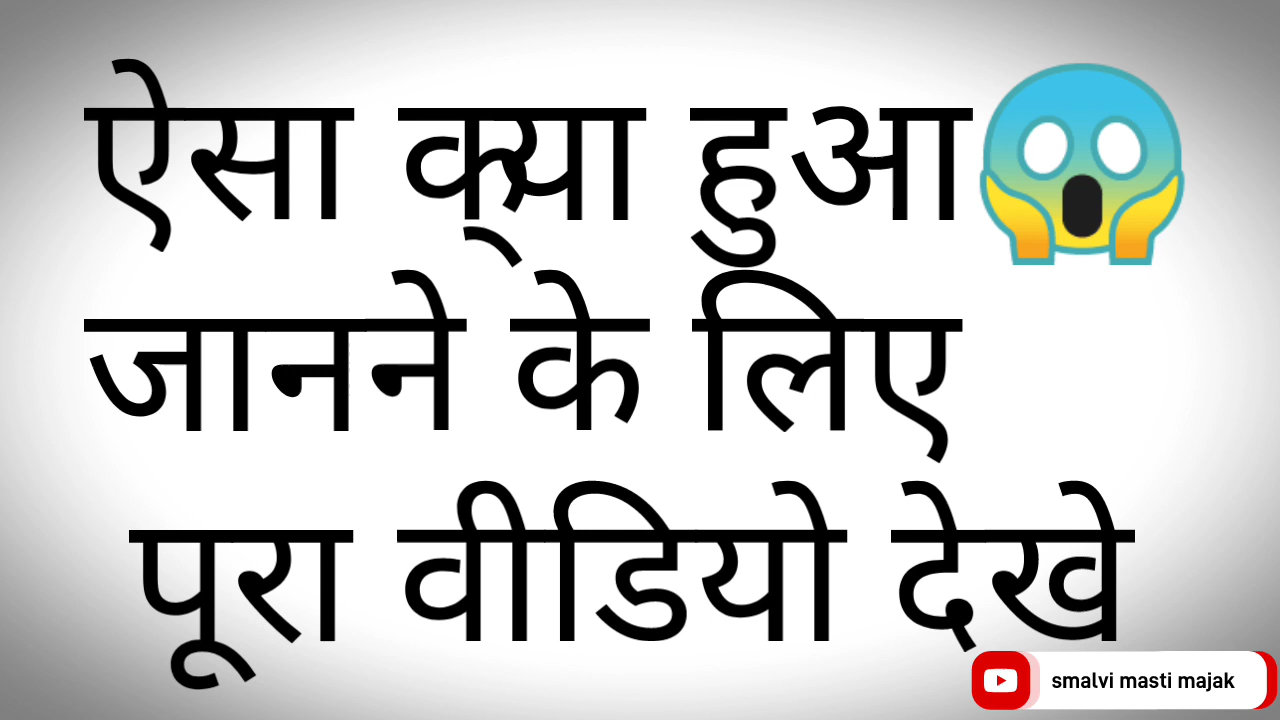 ऐसा क्या हुआ😱
जानने के लिए
पूरा वीडियो देखे
smalvi masti majak